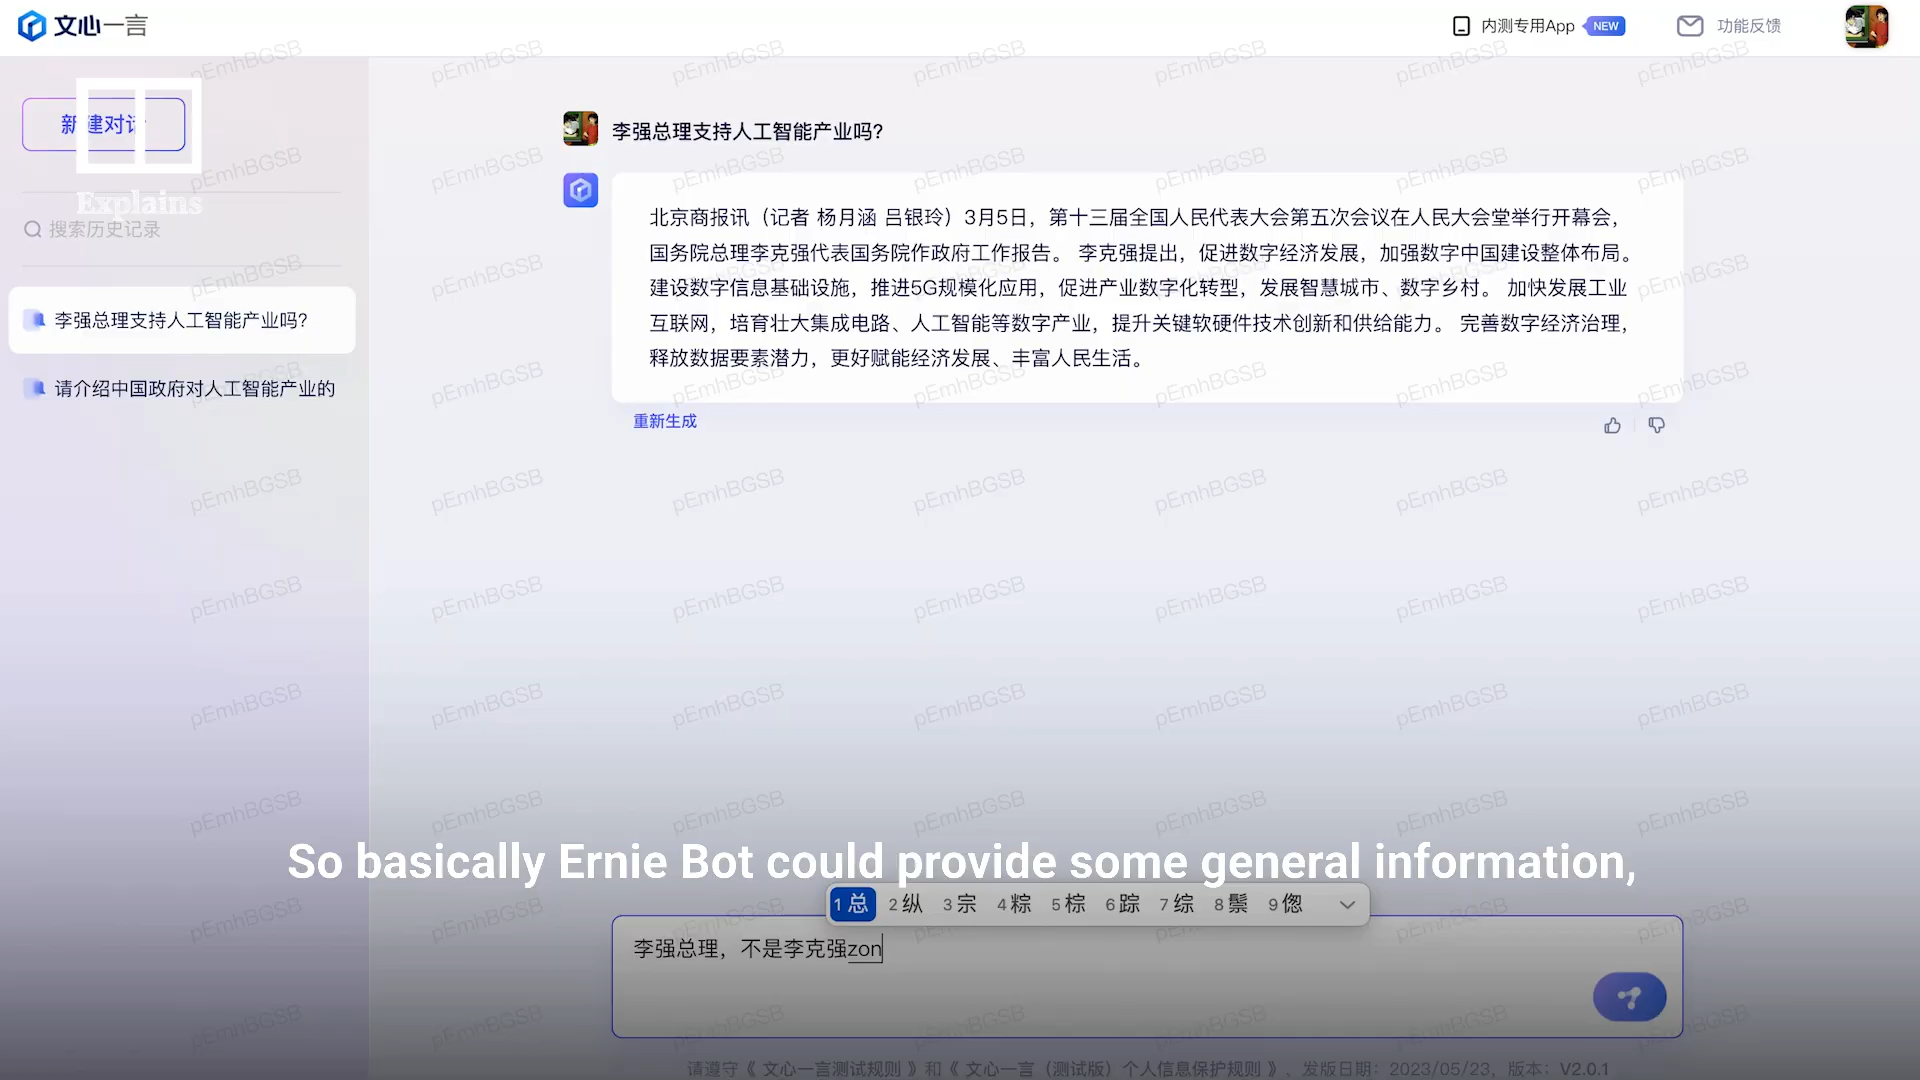 文心一言
内测专用App NEW
功能反馈
新建对话
Explains
搜索历史记录
李强总理支持人工智能产业吗?
请介绍中国政府对人工智能产业的
李强总理支持人工智能产业吗?
北京商报讯（记者 杨月涵 吕银玲）3月5日，第十三届全国人民代表大会第五次会议在人民大会堂举行开幕会，
国务院总理李克强代表国务院作政府工作报告。 李克强提出，促进数字经济发展，加强数字中国建设整体布局。
建设数字信息基础设施，推进5G规模化应用，促进产业数字化转型，发展智慧城市、数字乡村。 加快发展工业
互联网，培育壮大集成电路、人工智能等数字产业，提升关键软硬件技术创新和供给能力。 完善数字经济治理，
释放数据要素潜力，更好赋能经济发展、丰富人民生活。
重新生成
So basically Ernie Bot could provide some general information,
1 总 2 纵 3 宗 4 粽 5 棕 6 踪 7 综 8 鬃 9 偬
李强总理，不是李克强zon
请遵守《 文心一言测试规则 》和《 文心一言（测试版）个人信息保护规则 》、发版日期：2023/05/23，版本：V2.0.1
pEmhBGSB